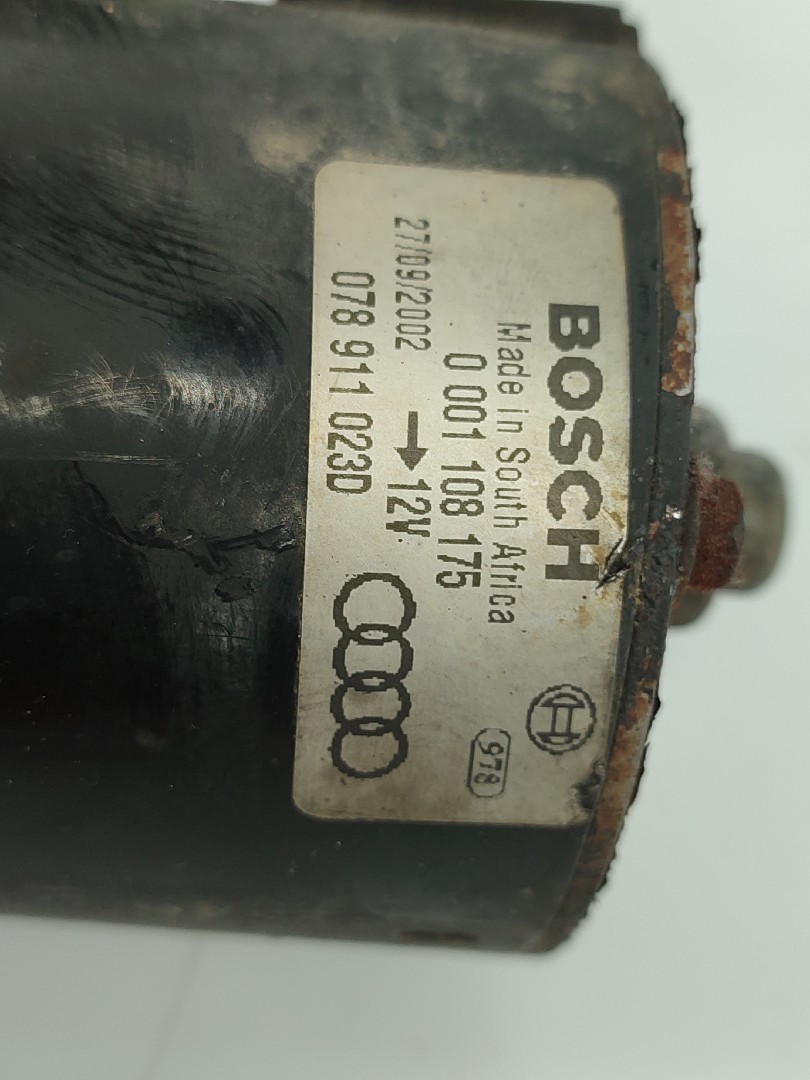 BOSCH
Made in South Africa
0 001 108 175
978
27/09/2002 → 12V
078 911 023D